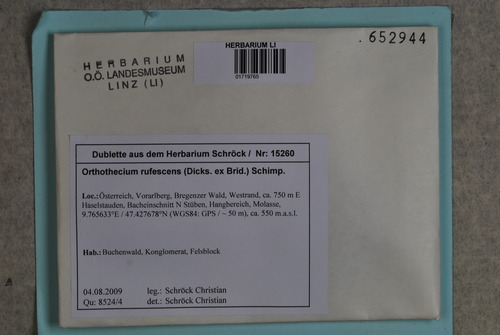 HERBARIUM
O.Ö. LANDESMUSEUM
LINZ (LI)
HERBARIUM LI
01719765
.652944
Dublette aus dem Herbarium Schröck / Nr: 15260
Orthothecium rufescens (Dicks. ex Brid.) Schimp.
Loc.:Österreich, Vorarlberg, Bregenzer Wald, Westrand, ca. 750 m E
Haselstauden, Bacheinschnitt N Stüben, Hangbereich, Molasse,
9.765633°E / 47.427678°N (WGS84: GPS / ~ 50 m), ca. 550 m.a.s.l.
Hab.: Buchenwald, Konglomerat, Felsblock
04.08.2009 leg.: Schröck Christian
Qu: 8524/4 det.: Schröck Christian